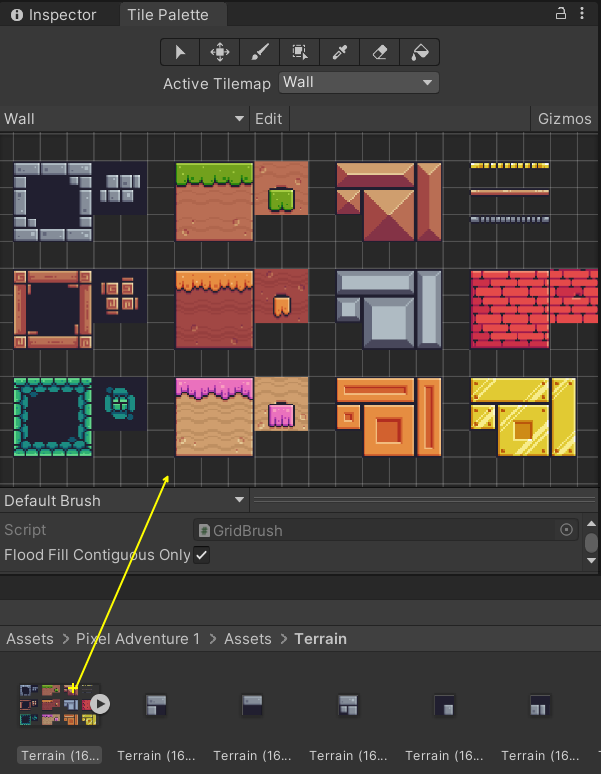 Inspector Tile Palette
Active Tilemap Wall
Wall Edit Gizmos
Default Brush
Script GridBrush
Flood Fill Contiguous Only
Assets > Pixel Adventure 1 > Assets > Terrain
Terrain (16... Terrain (16... Terrain (16... Terrain (16... Terrain (16... Terrain (16...